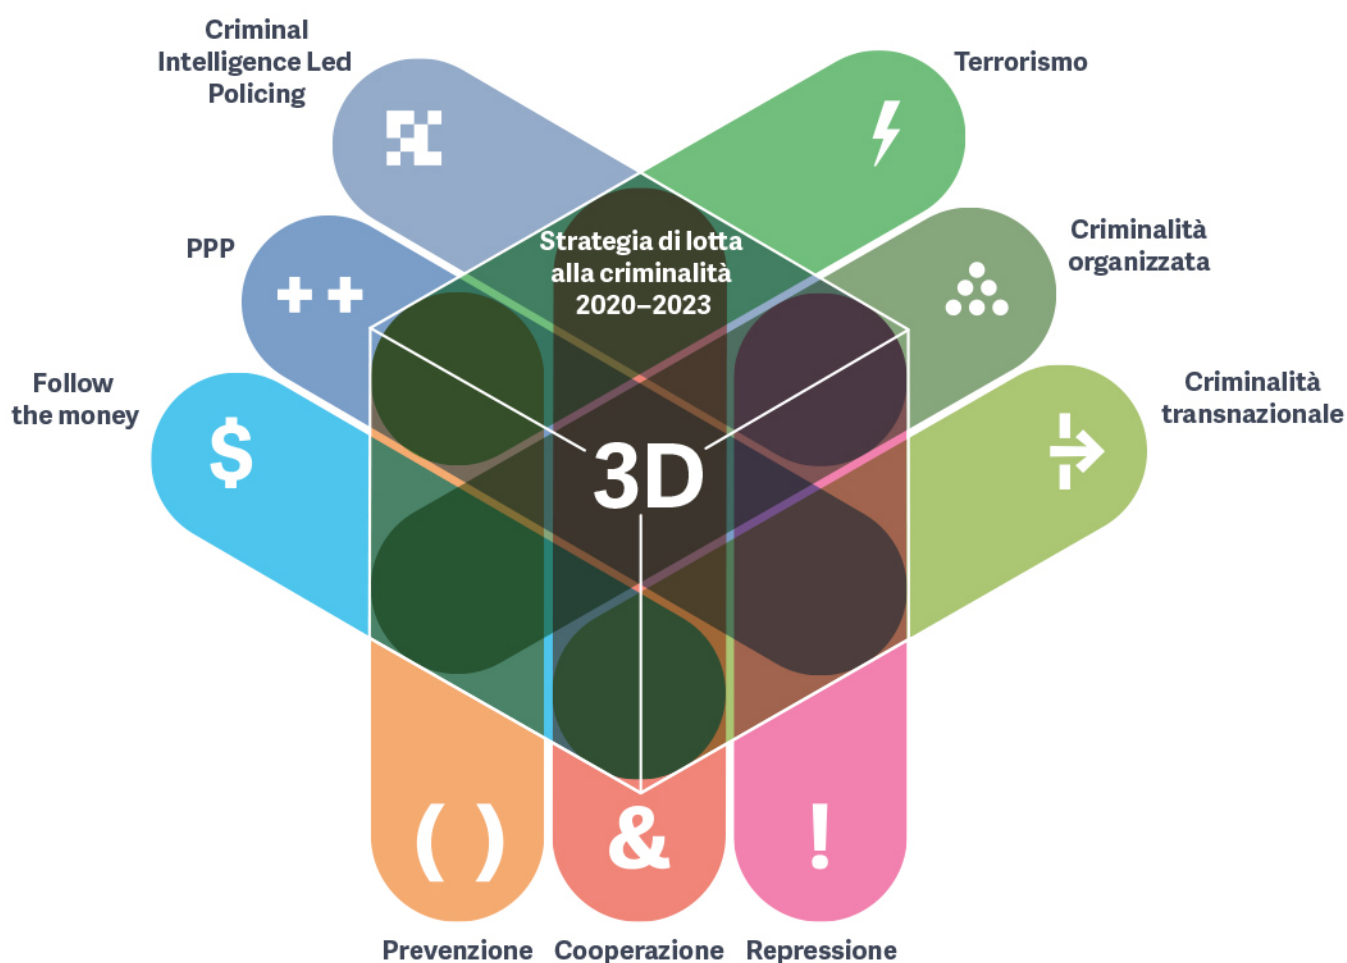 Criminal
Intelligence Led
Policing
Terrorismo
PPP
++
Criminalità
organizzata
Strategia di lotta
alla criminalità
2020–2023
Follow
the money
$
Criminalità
transnazionale
3D
( )
&
!
Prevenzione
Cooperazione
Repressione